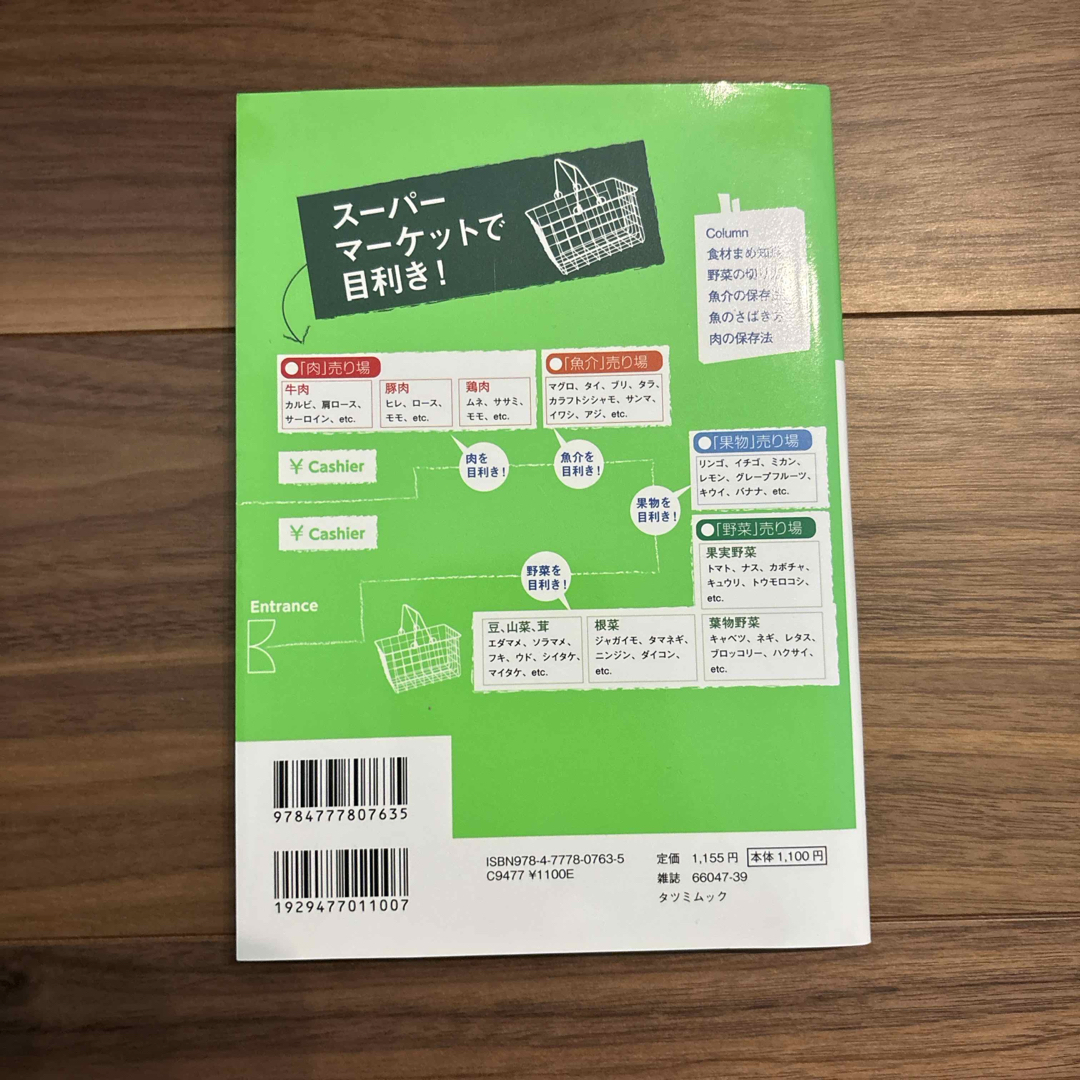 スーパー
マーケットで
目利き！
Column
食材まめ知識
野菜の切り方
魚介の保存法
魚のさばき方
肉の保存法
「肉」売り場
牛肉
カルビ、肩ロース、
サーロイン、etc.
豚肉
ヒレ、ロース、
モモ、etc.
鶏肉
ムネ、ササミ、
モモ、etc.
「魚介」売り場
マグロ、タイ、ブリ、タラ、
カラフトシシャモ、サンマ、
イワシ、アジ、etc.
肉を
目利き！
魚介を
目利き！
¥ Cashier
「果物」売り場
リンゴ、イチゴ、ミカン、
レモン、グレープフルーツ、
キウイ、バナナ、etc.
果物を
目利き！
¥ Cashier
「野菜」売り場
果実野菜
トマト、ナス、カボチャ、
キュウリ、トウモロコシ、
etc.
野菜を
目利き！
Entrance
豆、山菜、茸
エダマメ、ソラマメ、
フキ、ウド、シイタケ、
マイタケ、etc.
根菜
ジャガイモ、タマネギ、
ニンジン、ダイコン、
etc.
葉物野菜
キャベツ、ネギ、レタス、
ブロッコリー、ハクサイ、
etc.
9784777807635
1929477011007
ISBN978-4-7778-0763-5
C9477 ¥1100E
定価 1,155円 本体1,100円
雑誌 66047-39
タツミムック